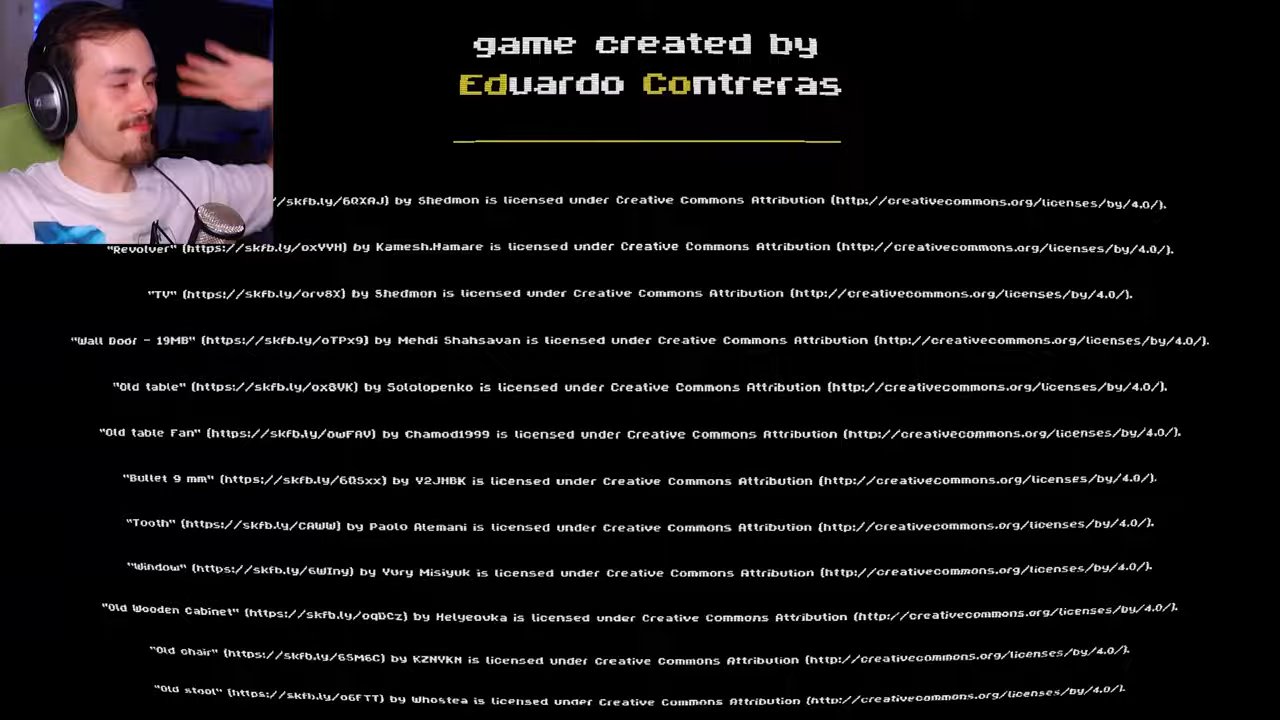 game created by
Eduardo Contreras
//skfb.ly/6QXAJ) by Shedmon is licensed under Creative Commons Attribution (http://creativecommons.org/licenses/by/4.0/).
"Revolver" (https://skfb.ly/oxYYH) by Kamesh.Hamare is licensed under Creative Commons Attribution (http://creativecommons.org/licenses/by/4.0/).
"TV" (https://skfb.ly/orv8X) by Shedmon is licensed under Creative Commons Attribution (http://creativecommons.org/licenses/by/4.0/).
"Wall Door - 19MB" (https://skfb.ly/oTPx9) by Mehdi Shahsavan is licensed under Creative Commons Attribution (http://creativecommons.org/licenses/by/4.0/).
"Old table" (https://skfb.ly/ox8VK) by Sololopenko is licensed under Creative Commons Attribution (http://creativecommons.org/licenses/by/4.0/).
"Old table Fan" (https://skfb.ly/owFAV) by Chamod1999 is licensed under Creative Commons Attribution (http://creativecommons.org/licenses/by/4.0/).
"Bullet 9 mm" (https://skfb.ly/6QSxx) by Y2JHBK is licensed under Creative Commons Attribution (http://creativecommons.org/licenses/by/4.0/).
"Tooth" (https://skfb.ly/CAWW) by Paolo Alemani is licensed under Creative Commons Attribution (http://creativecommons.org/licenses/by/4.0/).
"Window" (https://skfb.ly/6WIny) by Yury Misiyuk is licensed under Creative Commons Attribution (http://creativecommons.org/licenses/by/4.0/).
"Old Wooden Cabinet" (https://skfb.ly/oqDCz) by Helyeouka is licensed under Creative Commons Attribution (http://creativecommons.org/licenses/by/4.0/).
"Old chair" (https://skfb.ly/6SM6C) by KZNYKN is licensed under Creative Commons Attribution (http://creativecommons.org/licenses/by/4.0/).
"Old stool" (https://skfb.ly/oGFTT) by Whostea is licensed under Creative Commons Attribution (http://creativecommons.org/licenses/by/4.0/).